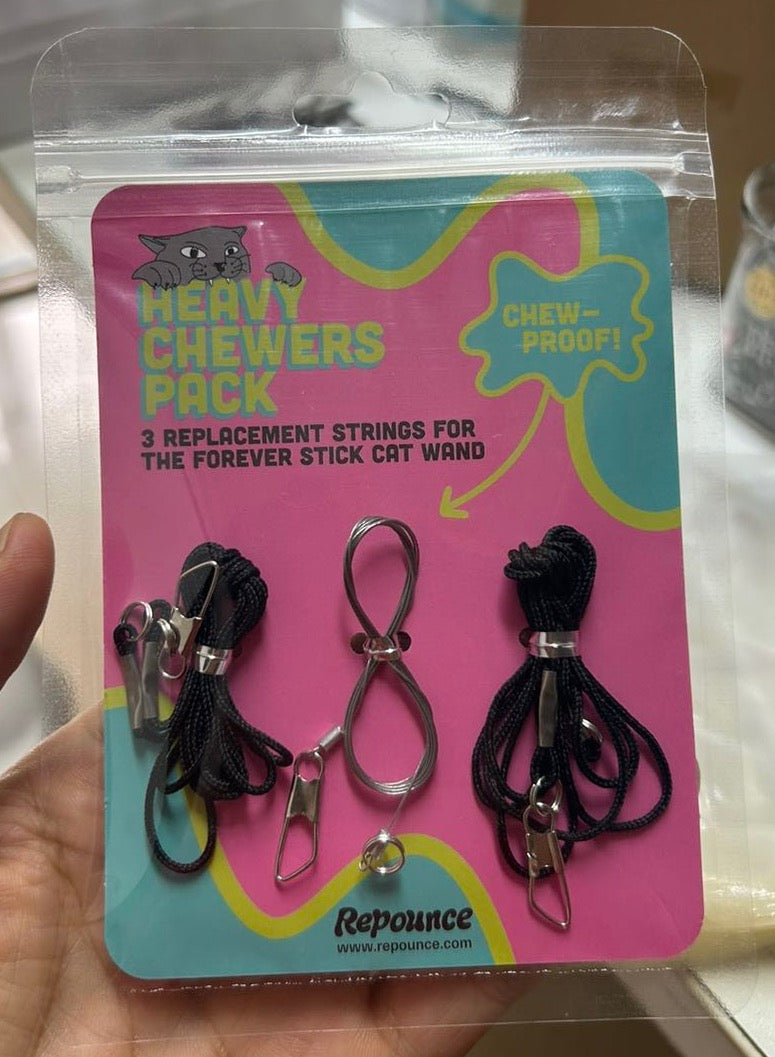 HEAVY
CHEWERS
PACK
3 REPLACEMENT STRINGS FOR
THE FOREVER STICK CAT WAND
CHEW-
PROOF!
Repounce
www.repounce.com